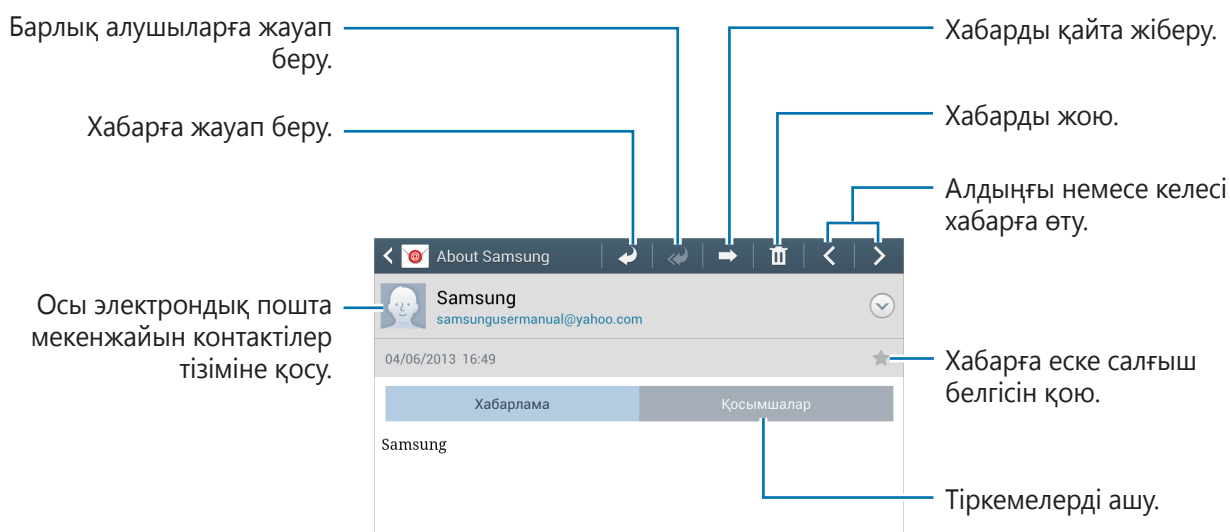 Барлық алушыларға жауап
беру.
Хабарға жауап беру.
Осы электрондық пошта
мекенжайын контактілер
тізіміне қосу.
Хабарды қайта жіберу.
Хабарды жою.
Алдыңғы немесе келесі
хабарға өту.
Хабарға еске салғыш
белгісін қою.
Тіркемелерді ашу.
About Samsung
Samsung
samsungusermanual@yahoo.com
04/06/2013 16:49
Хабарлама
Қосымшалар
Samsung